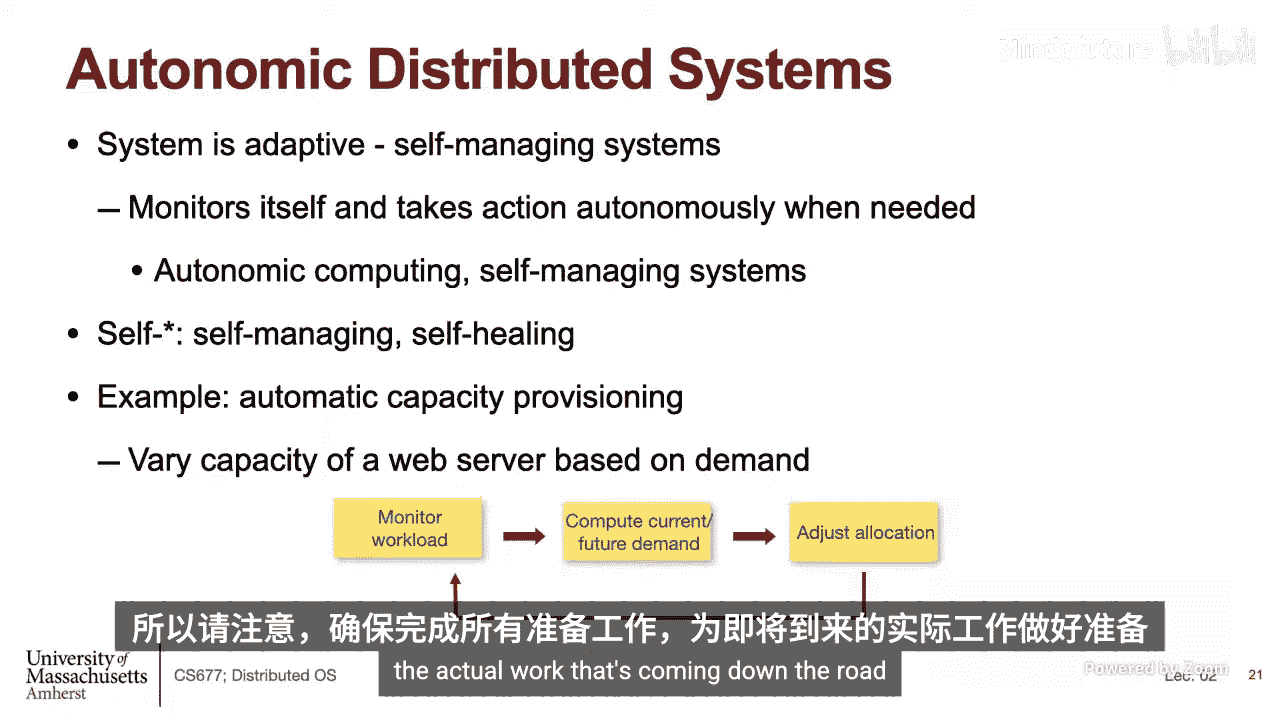 Autonomic Distributed Systems
• System is adaptive - self-managing systems
– Monitors itself and takes action autonomously when needed
• Autonomic computing, self-managing systems
• Self-*: self-managing, self-healing
• Example: automatic capacity provisioning
– Vary capacity of a web server based on demand
Monitor
workload
Compute current/
future demand
Adjust allocation
所以请注意，确保完成所有准备工作，为即将到来的实际工作做好准备
the actual work that's coming down the road
University of
Massachusetts
Amherst
CS677; Distributed OS
Powered by Zoom
Lec. 02
21
bilibili